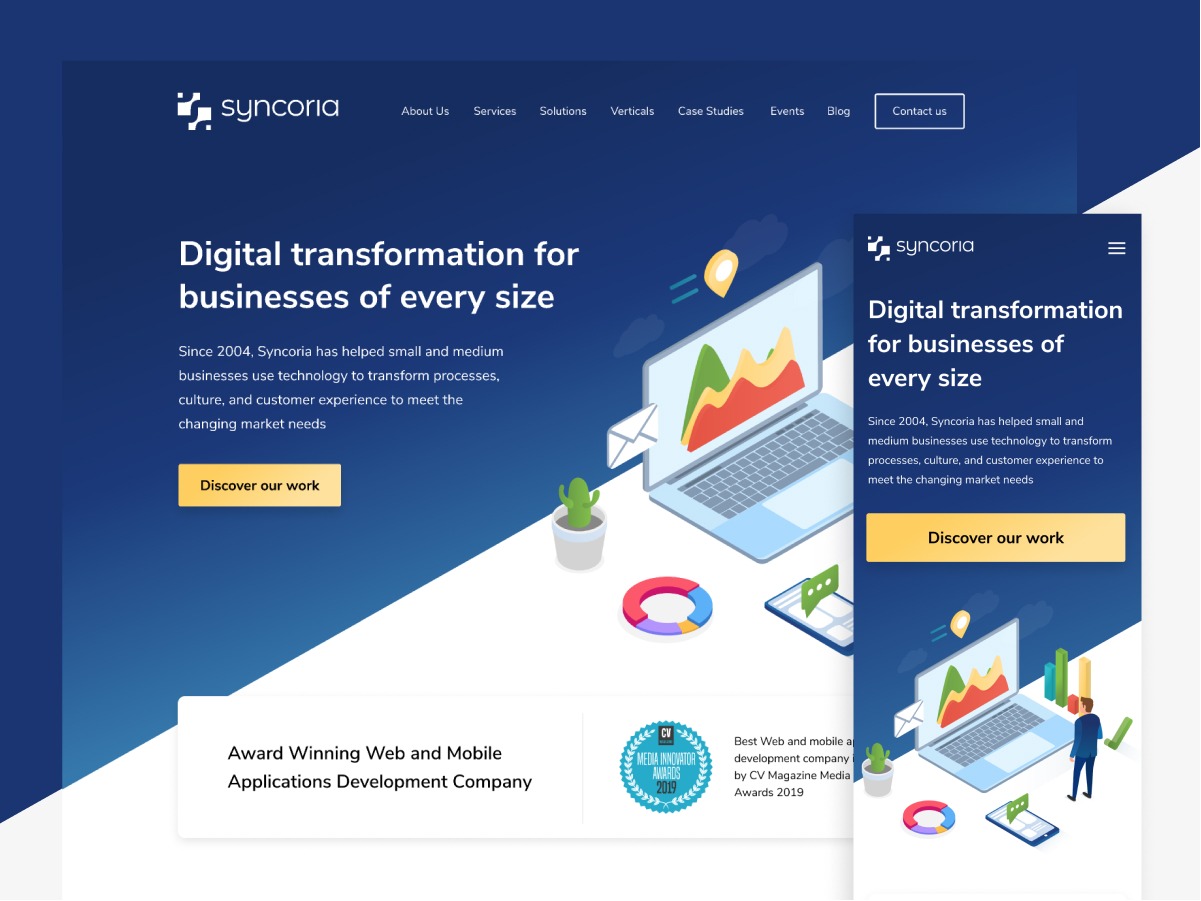 syncoria
About Us Services Solutions Verticals Case Studies Events Blog Contact us
Digital transformation for
businesses of every size
Since 2004, Syncoria has helped small and medium
businesses use technology to transform processes,
culture, and customer experience to meet the
changing market needs
Discover our work
Award Winning Web and Mobile
Applications Development Company
CV
MEDIA INNOVATOR
AWARDS
2019
Best Web and mobile
development company
by CV Magazine Media
Awards 2019
syncoria
Digital transformation
for businesses of
every size
Since 2004, Syncoria has helped small and
medium businesses use technology to transform
processes, culture, and customer experience to
meet the changing market needs
Discover our work